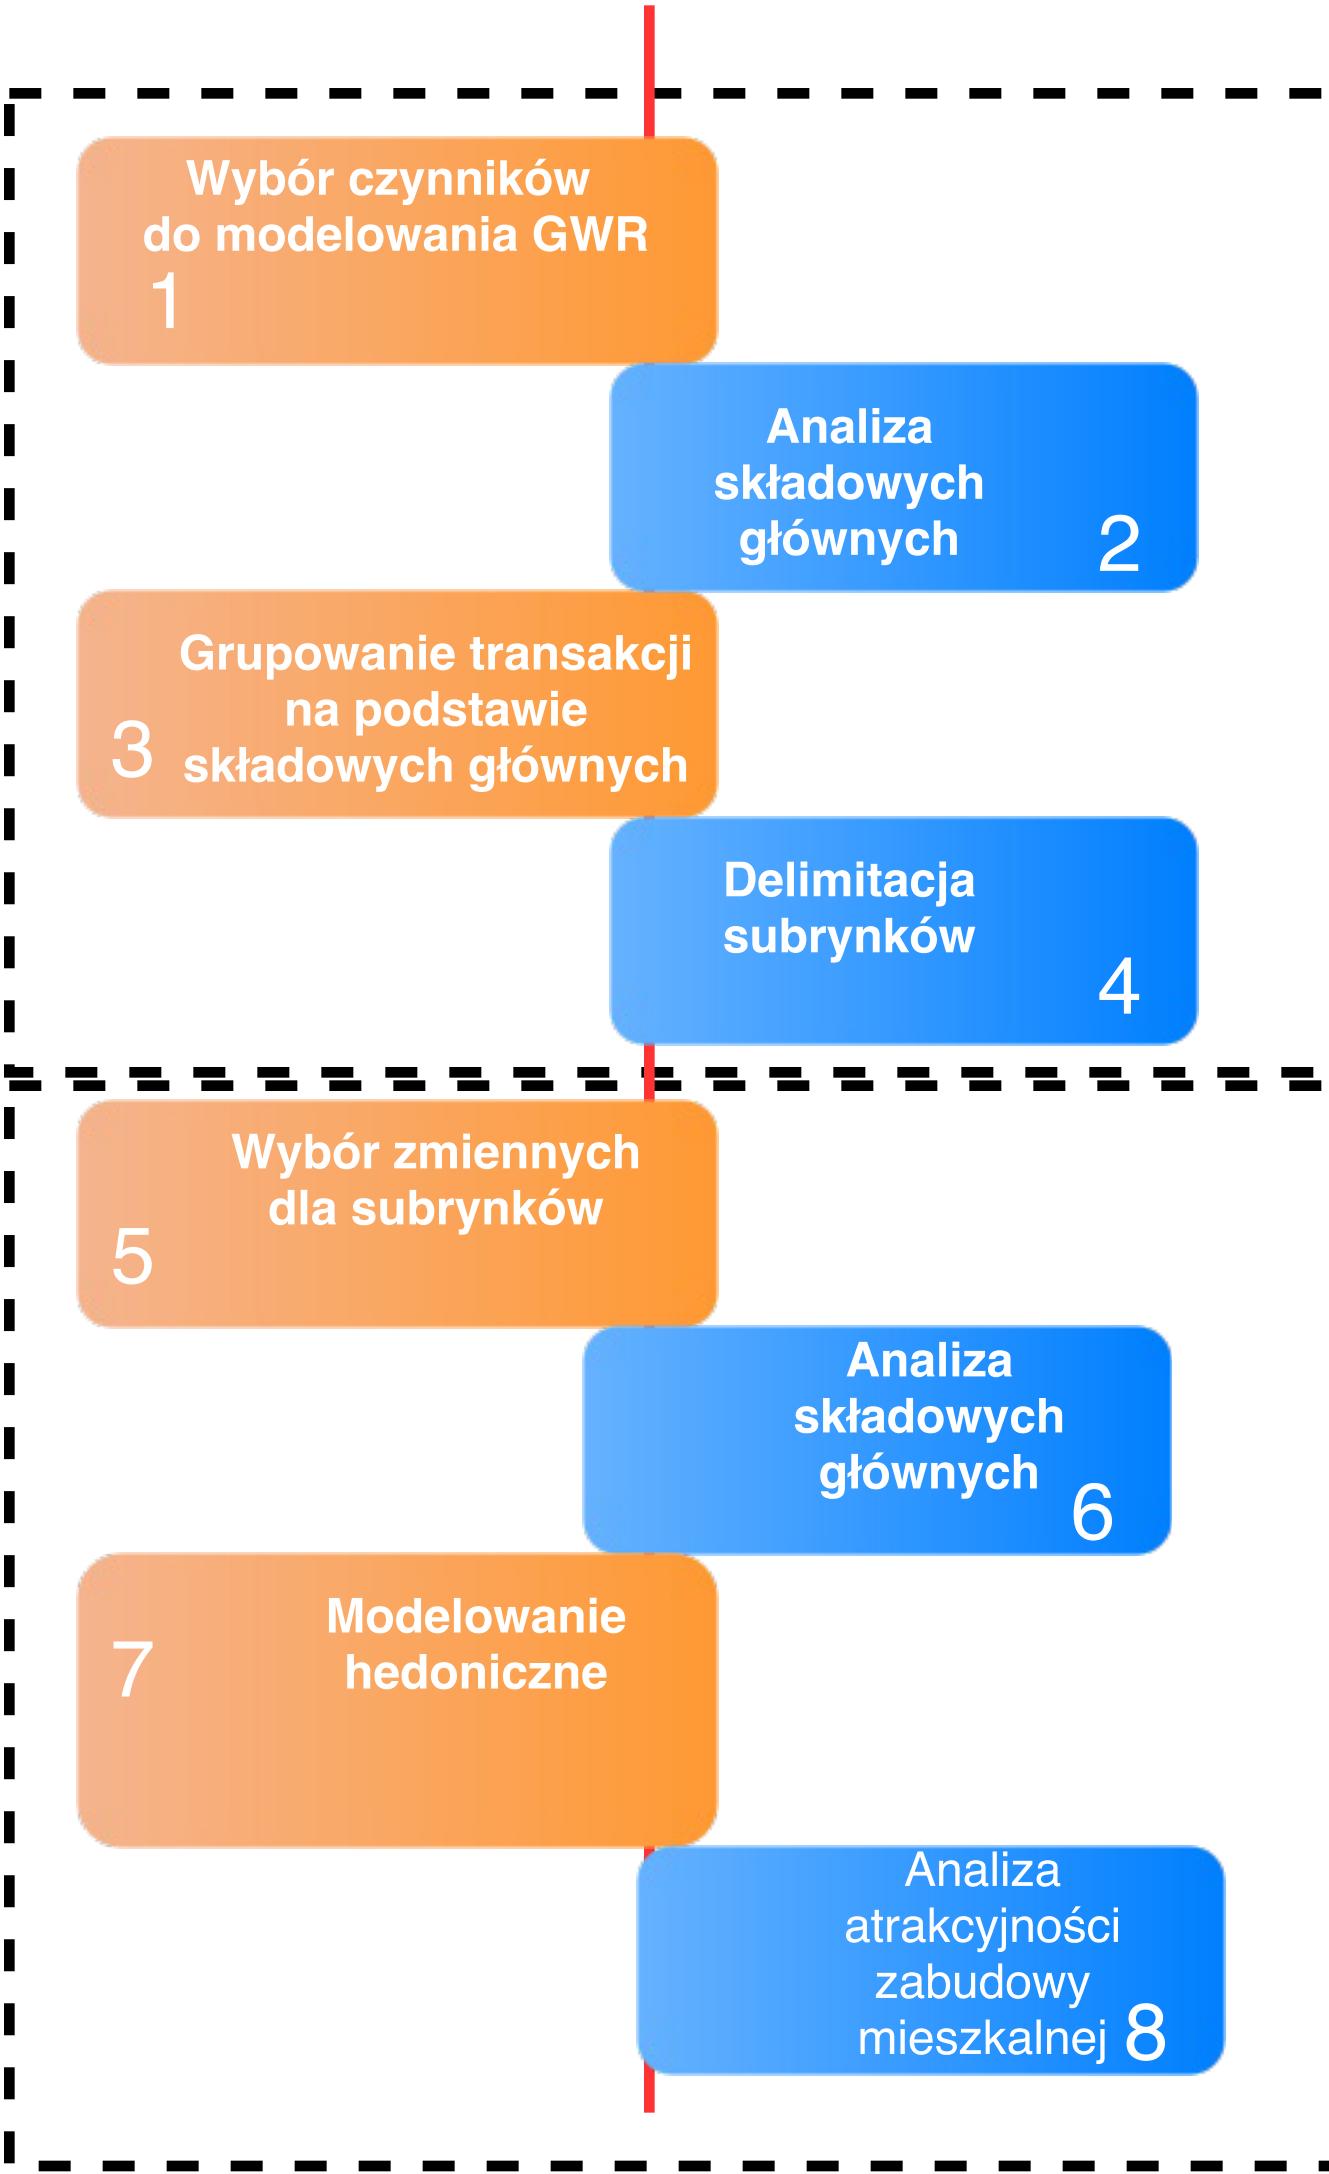 Wybór czynników
do modelowania GWR
1
Analiza
składowych
głównych
2
Grupowanie transakcji
na podstawie
składowych głównych
3
Delimitacja
subrynków
4
Wybór zmiennych
dla subrynków
5
Analiza
składowych
głównych
6
Modelowanie
hedoniczne
7
Analiza
atrakcyjności
zabudowy
mieszkalnej 8